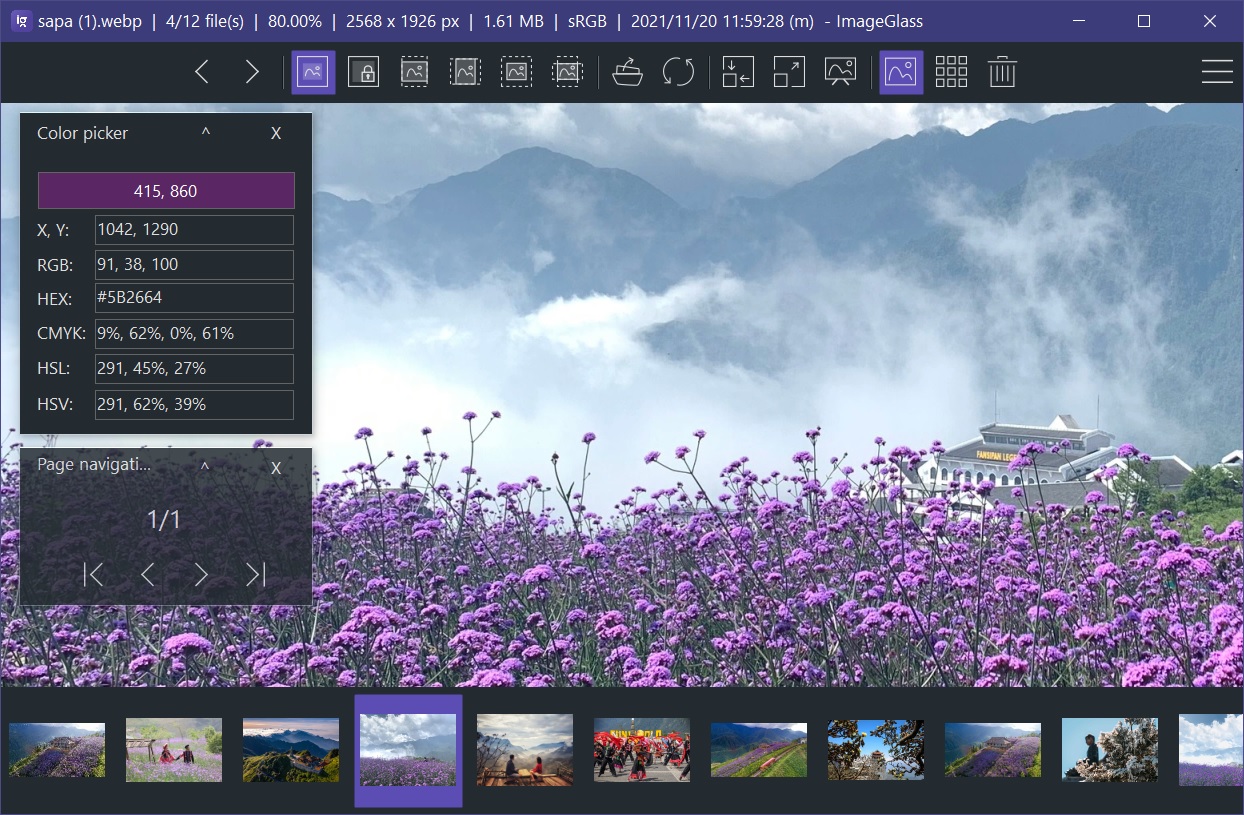 sapa (1).webp | 4/12 file(s) | 80.00% | 2568 x 1926 px | 1.61 MB | sRGB | 2021/11/20 11:59:28 (m) - ImageGlass
Color picker ^ X
415, 860
X, Y: 1042, 1290
RGB: 91, 38, 100
HEX: #5B2664
CMYK: 9%, 62%, 0%, 61%
HSL: 291, 45%, 27%
HSV: 291, 62%, 39%
FANSIPAN LEGEND
Page navigati... ^ X
1/1